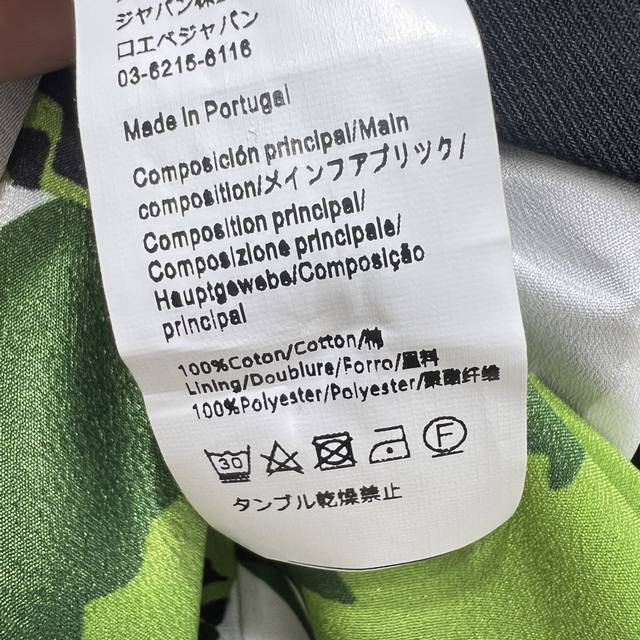 ジャパン株式
ロエベジャパン
03-6215-6116
Made in Portugal
Composición principal/Main
composition/メインファブリック/
Composition principal/
Composizione principale/
Hauptgewebe/Composição
principal
100%Coton/Cotton/棉
Lining/Doublure/Forro/里料
100%Polyester/Polyester/聚酯纤维
30
F
タンブル乾燥禁止